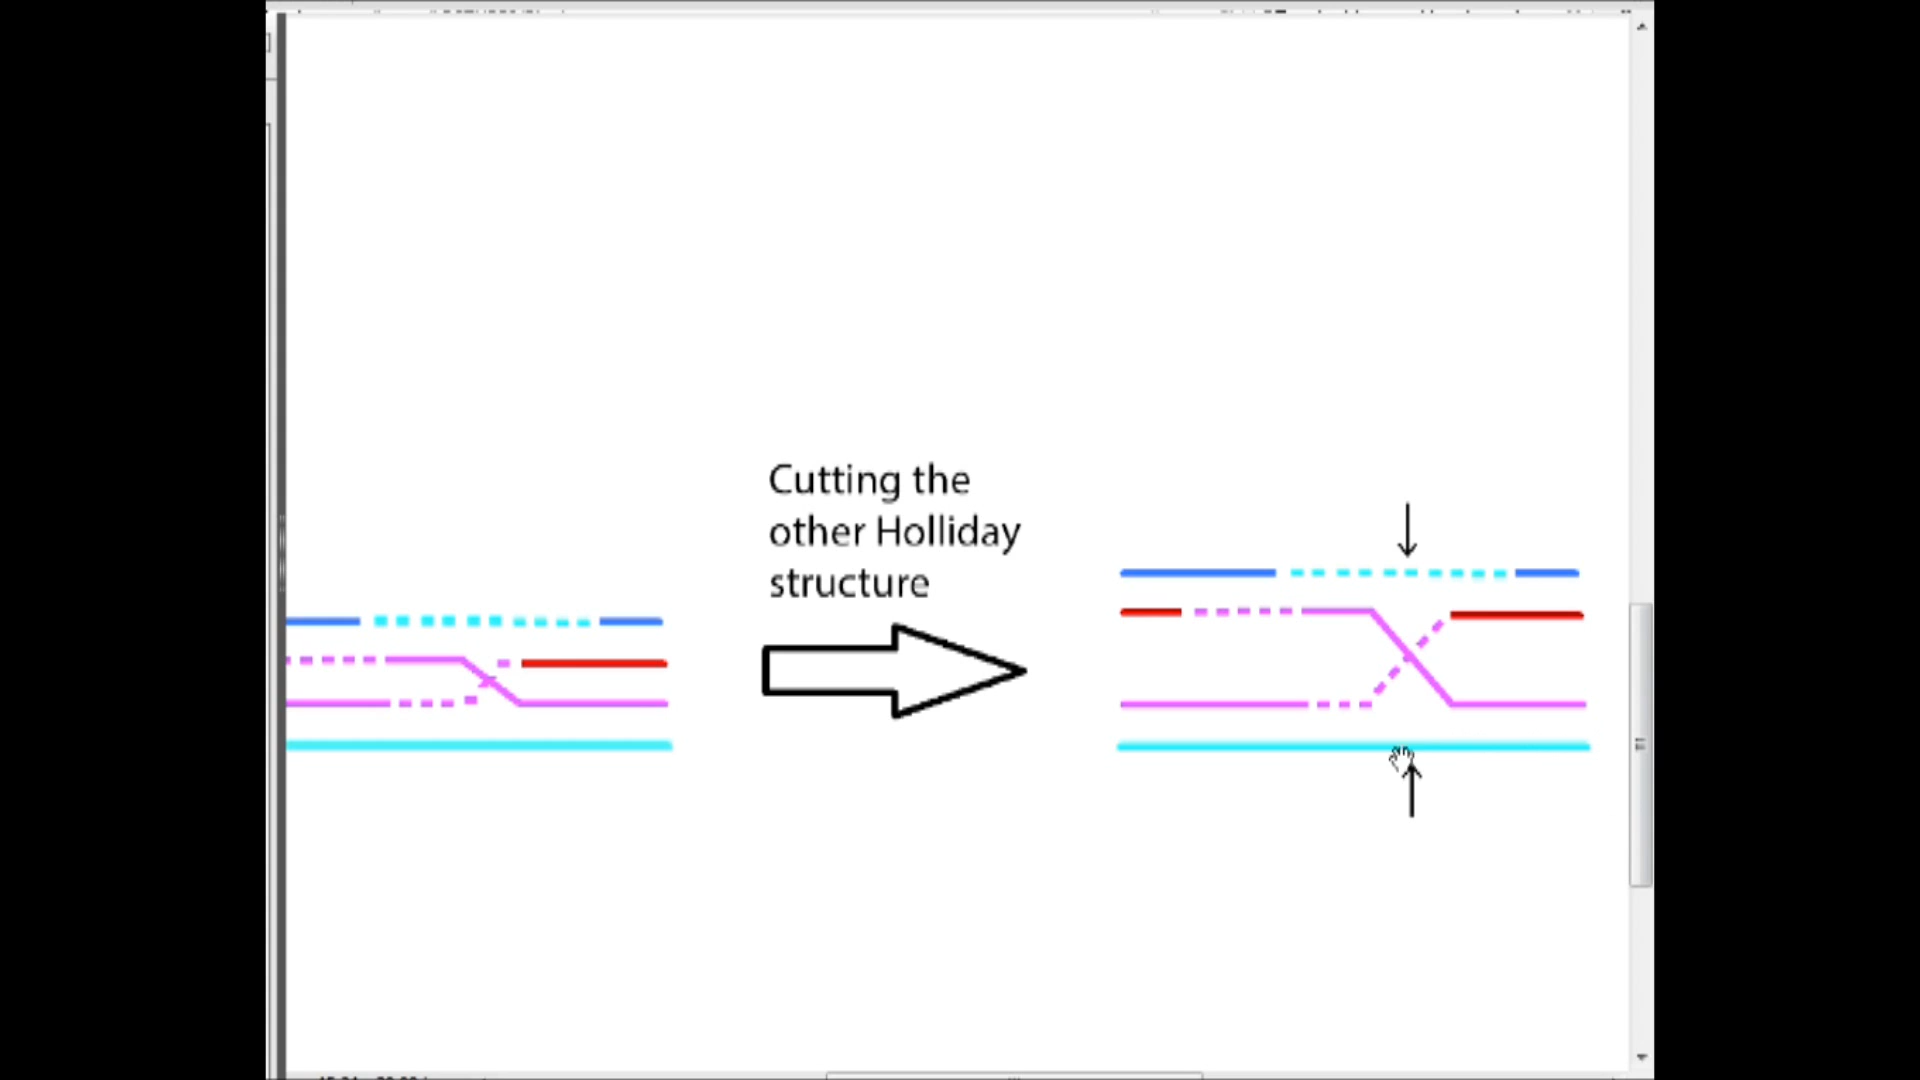 Cutting the
other Holliday
structure